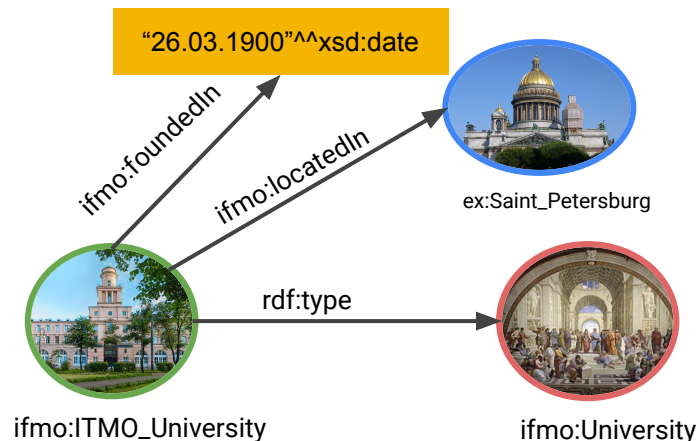 “26.03.1900”^^xsd:date
ifmo:foundedIn
ifmo:locatedIn
ex:Saint_Petersburg
rdf:type
ifmo:ITMO_University
ifmo:University